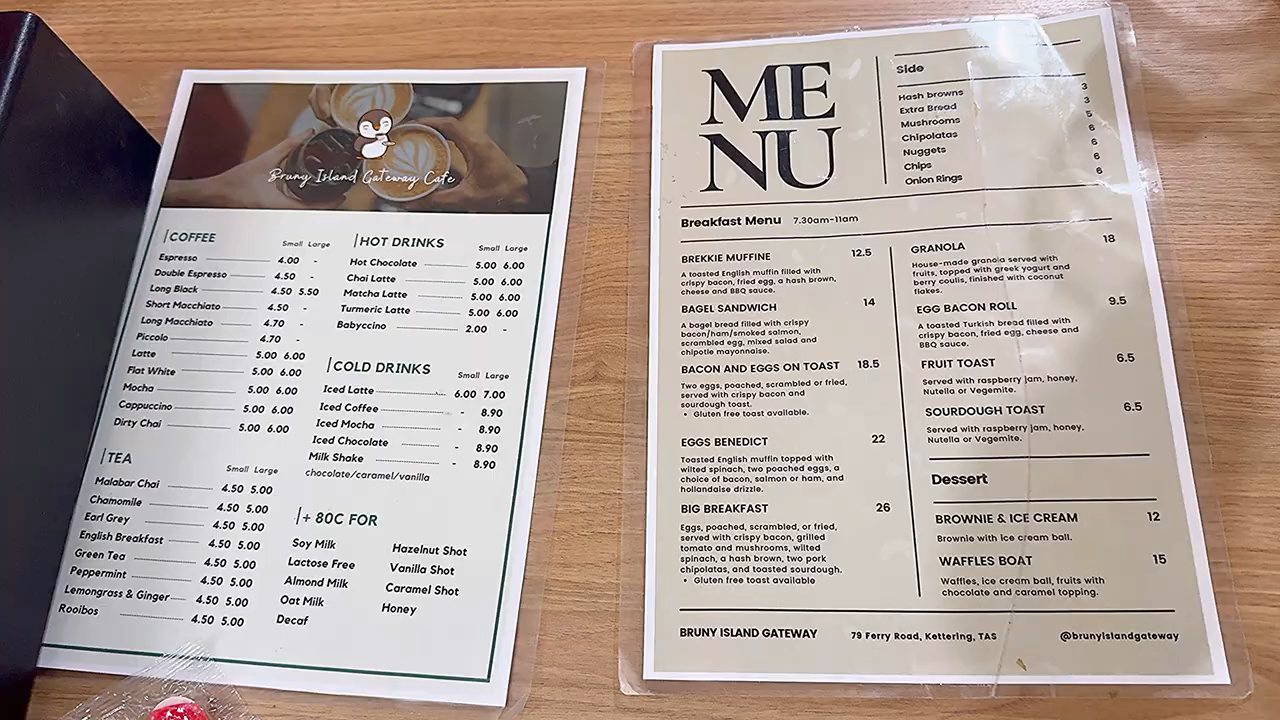 Bruny Island Gateway Cafe
COFFEE Small Large
Espresso 4.00 -
Double Espresso 4.50 -
Long Black 4.50 5.50
Short Macchiato 4.50 -
Long Macchiato 4.70 -
Piccolo 4.70 -
Latte 5.00 6.00
Flat White 5.00 6.00
Mocha 5.00 6.00
Cappuccino 5.00 6.00
Dirty Chai 5.00 6.00
TEA Small Large
Malabar Chai 4.50 5.00
Chamomile 4.50 5.00
Earl Grey 4.50 5.00
English Breakfast 4.50 5.00
Green Tea 4.50 5.00
Peppermint 4.50 5.00
Lemongrass & Ginger 4.50 5.00
Rooibos 4.50 5.00
HOT DRINKS Small Large
Hot Chocolate 5.00 6.00
Chai Latte 5.00 6.00
Matcha Latte 5.00 6.00
Turmeric Latte 5.00 6.00
Babyccino 2.00 -
COLD DRINKS Small Large
Iced Latte 6.00 7.00
Iced Coffee - 8.90
Iced Mocha - 8.90
Iced Chocolate - 8.90
Milk Shake - 8.90
chocolate/caramel/vanilla
+ 80C FOR
Soy Milk
Lactose Free
Almond Milk
Oat Milk
Decaf
Hazelnut Shot
Vanilla Shot
Caramel Shot
Honey
ME
NU
Side
Hash browns 3
Extra Bread 3
Mushrooms 5
Chipolatas 6
Nuggets 6
Chips 6
Onion Rings 6
Breakfast Menu 7.30am-11am
BREKKIE MUFFINE 12.5
A toasted English muffin filled with
crispy bacon, fried egg, a hash brown,
cheese and BBQ sauce.
BAGEL SANDWICH 14
A bagel bread filled with crispy
bacon/ham/smoked salmon,
scrambled egg, mixed salad and
chipotle mayonnaise.
BACON AND EGGS ON TOAST 18.5
Two eggs, poached, scrambled or fried,
served with crispy bacon and
sourdough toast.
• Gluten free toast available.
EGGS BENEDICT 22
Toasted English muffin topped with
wilted spinach, two poached eggs, a
choice of bacon, salmon or ham, and
hollandaise drizzle.
BIG BREAKFAST 26
Eggs, poached, scrambled, or fried,
served with crispy bacon, grilled
tomato and mushrooms, wilted
spinach, a hash brown, two pork
chipolatas, and toasted sourdough.
• Gluten free toast available
GRANOLA 18
House-made granola served with
fruits, topped with greek yogurt and
berry coulis, finished with coconut
flakes.
EGG BACON ROLL 9.5
A toasted Turkish bread filled with
crispy bacon, fried egg, cheese and
BBQ sauce.
FRUIT TOAST 6.5
Served with raspberry jam, honey,
Nutella or Vegemite.
SOURDOUGH TOAST 6.5
Served with raspberry jam, honey,
Nutella or Vegemite.
Dessert
BROWNIE & ICE CREAM 12
Brownie with ice cream ball.
WAFFLES BOAT 15
Waffles, ice cream ball, fruits with
chocolate and caramel topping.
BRUNY ISLAND GATEWAY 79 Ferry Road, Kettering, TAS @brunyislandgateway